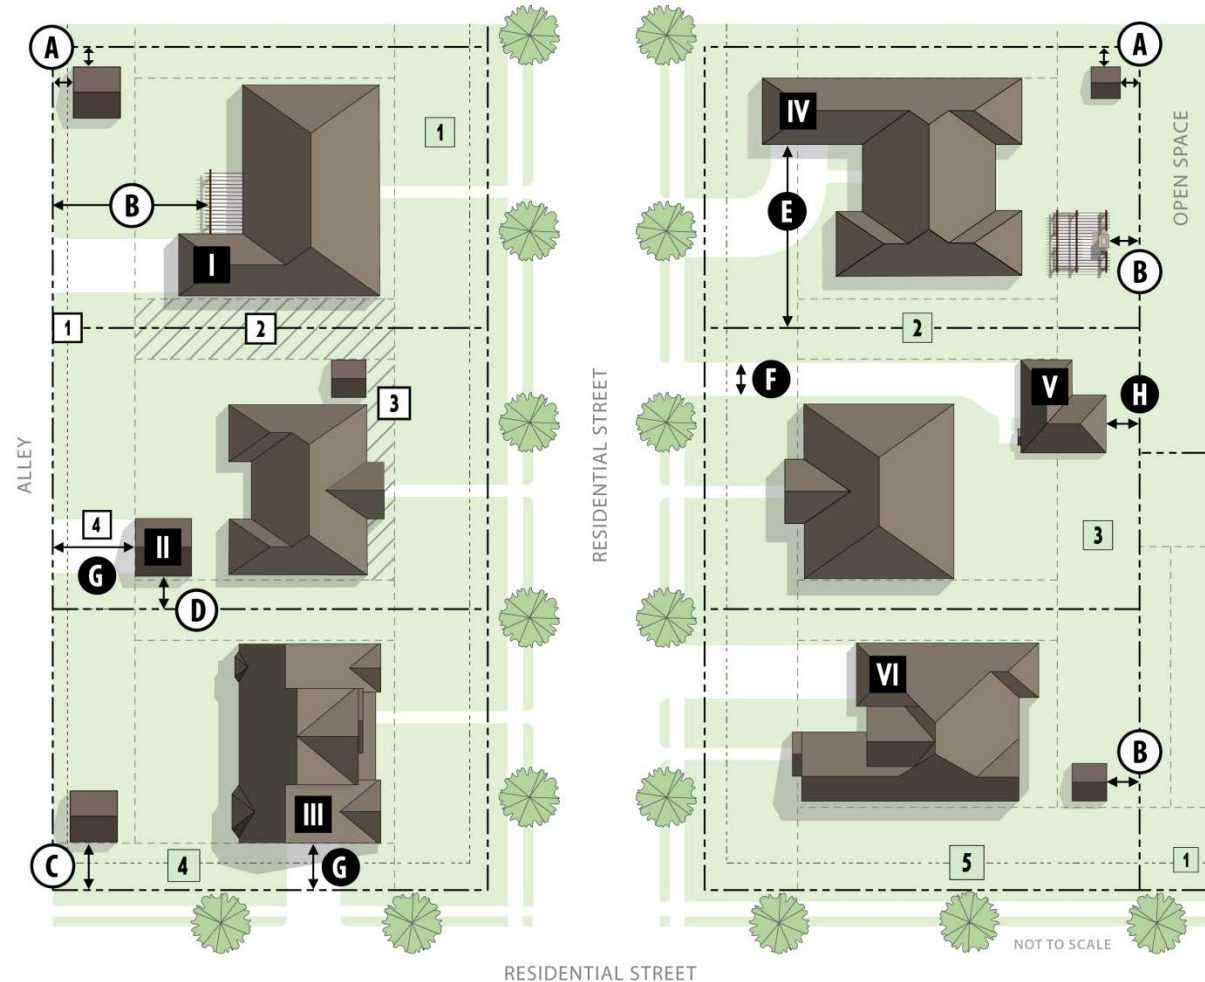 A
A
IV
1
OPEN SPACE
B
E
I
B
1
2
2
F
V
H
3
ALLEY
RESIDENTIAL STREET
4
II
3
G
D
VI
B
III
C
4
G
5
1
NOT TO SCALE
RESIDENTIAL STREET